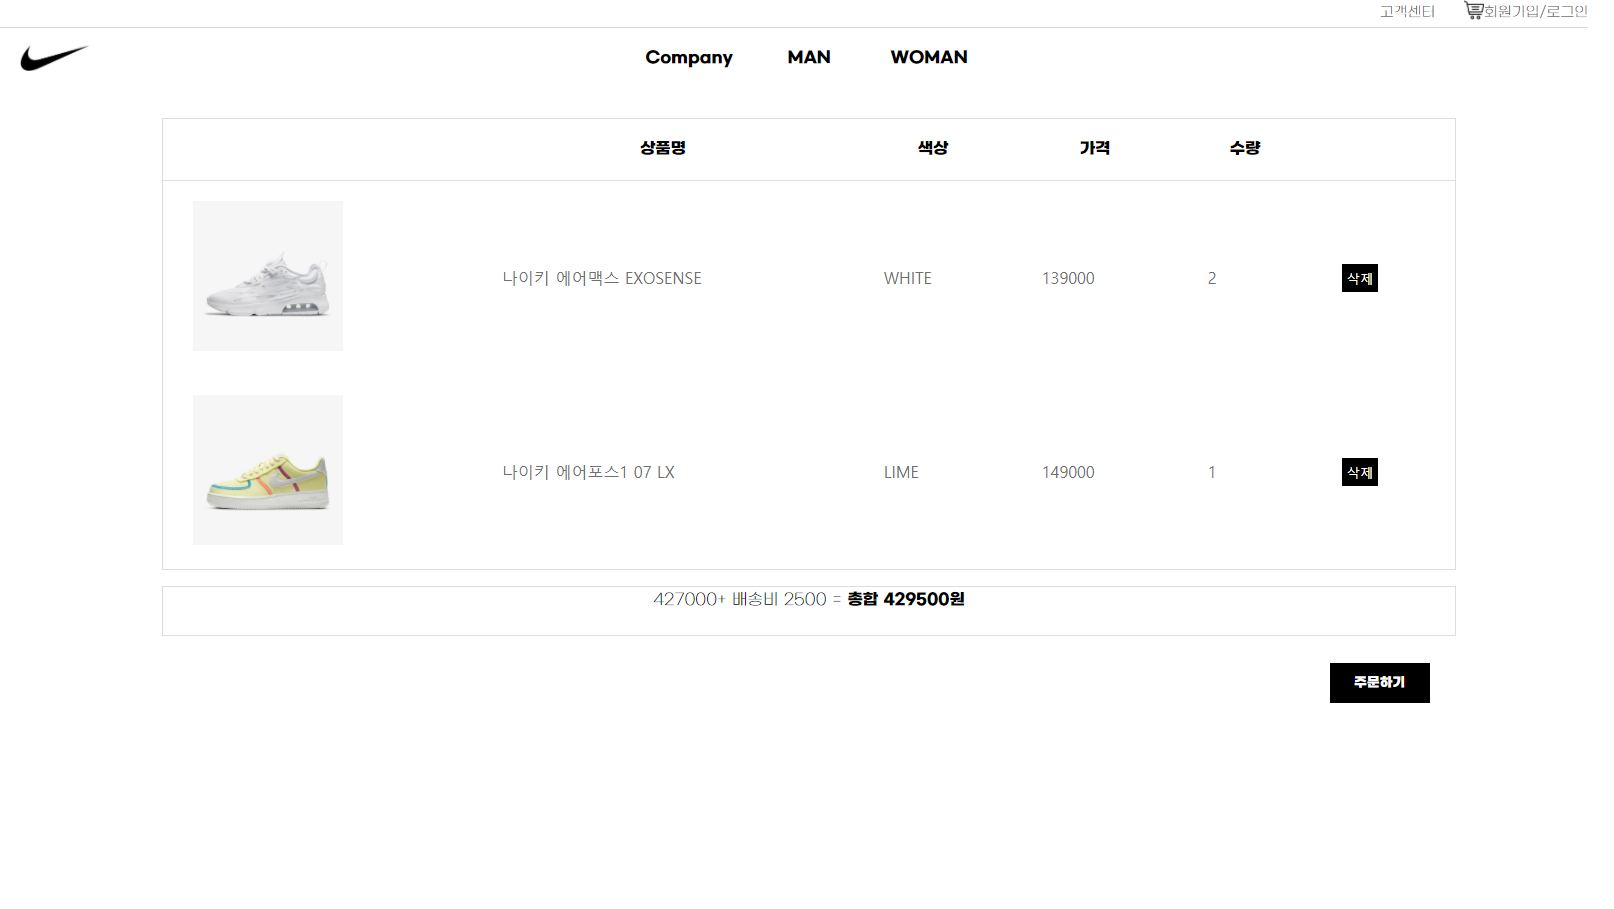 고객센터 회원가입/로그인
Company MAN WOMAN
상품명 색상 가격 수량
나이키 에어맥스 EXOSENSE WHITE 139000 2 삭제
나이키 에어포스1 07 LX LIME 149000 1 삭제
427000+ 배송비 2500 = 총합 429500원
주문하기